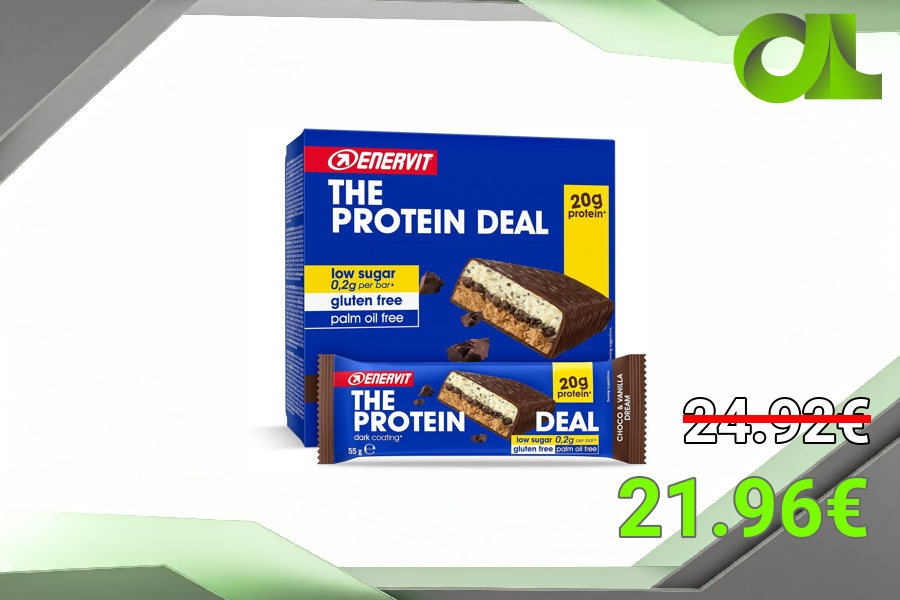 ENERVIT
THE
PROTEIN DEAL
20g
protein*
low sugar
0,2g per bar*
gluten free
palm oil free
ENERVIT
THE
PROTEIN DEAL
dark coating*
55 g e
20g
protein*
low sugar 0,2g per bar*
gluten free palm oil free
CHOCO & VANILLA
DREAM
24.92€
21.96€